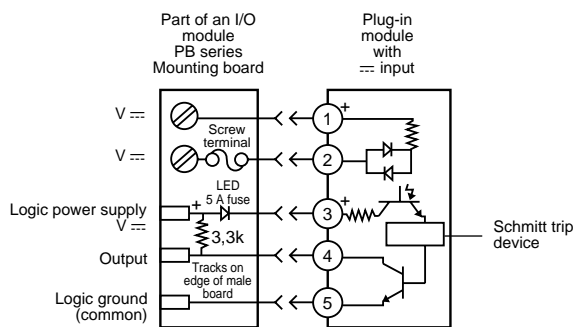 Part of an I/O
module
PB series
Mounting board
Plug-in
module
with
⎓ input
V ⎓
1
+
Screw
terminal
V ⎓
2
LED
5 A fuse
Logic power supply
V ⎓
+
3
+
3,3k
Schmitt trip
device
Output
4
Tracks on
edge of male
board
Logic ground
(common)
5